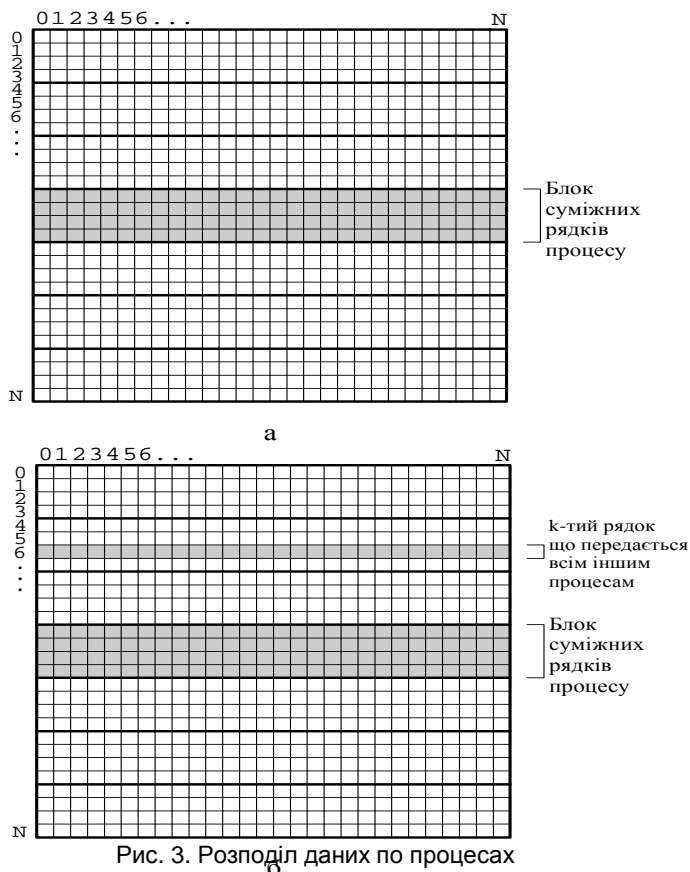 0123456... N
0
1
2
3
4
5
6
.
.
.
N
Блок
суміжних
рядків
процесу
а
0123456... N
0
1
2
3
4
5
6
.
.
.
N
k-тий рядок
що передається
всім іншим
процесам
Блок
суміжних
рядків
процесу
Рис. 3. Розподіл даних по процесах
б